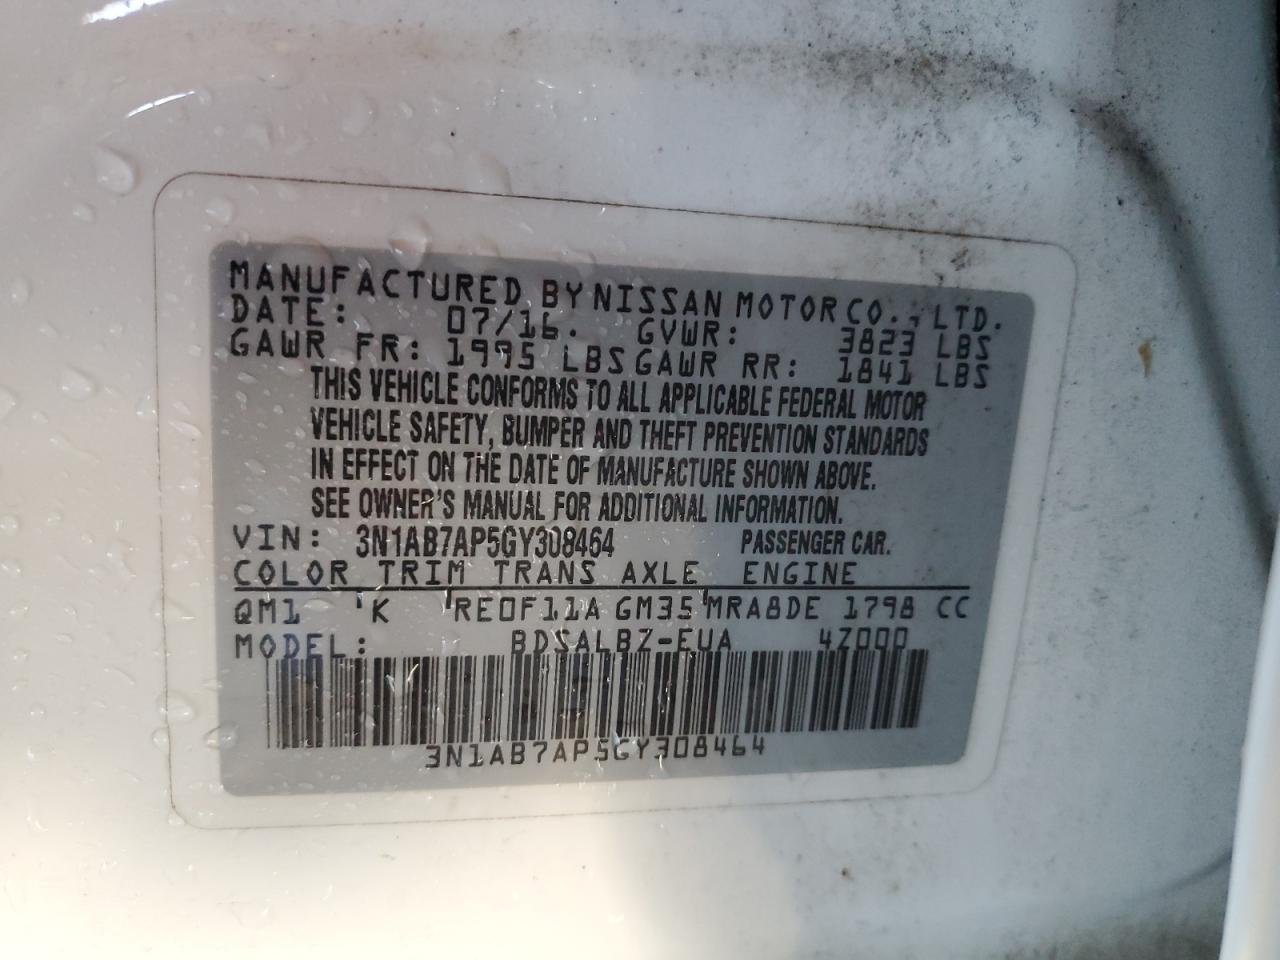 MANUFACTURED BY NISSAN MOTOR CO., LTD.
DATE: 07/16. GVWR: 3823 LBS
GAWR FR: 1995 LBS GAWR RR: 1841 LBS
THIS VEHICLE CONFORMS TO ALL APPLICABLE FEDERAL MOTOR
VEHICLE SAFETY, BUMPER AND THEFT PREVENTION STANDARDS
IN EFFECT ON THE DATE OF MANUFACTURE SHOWN ABOVE.
SEE OWNER'S MANUAL FOR ADDITIONAL INFORMATION.
VIN: 3N1AB7AP5GY308464 PASSENGER CAR.
COLOR TRIM TRANS AXLE ENGINE
QM1 'K 'RE0F11A GM35'MRA8DE 1798 CC
MODEL: BDSALBZ-EUA 4Z000
3N1AB7AP5GY308464